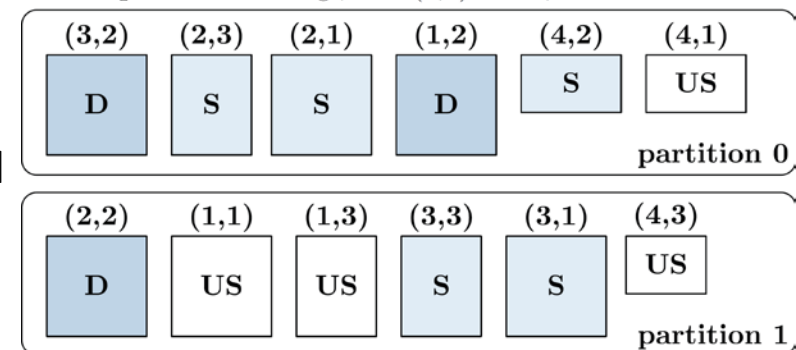 (3,2) (2,3) (2,1) (1,2) (4,2) (4,1)
D S S D S US
partition 0
(2,2) (1,1) (1,3) (3,3) (3,1) (4,3)
D US US S S US
partition 1